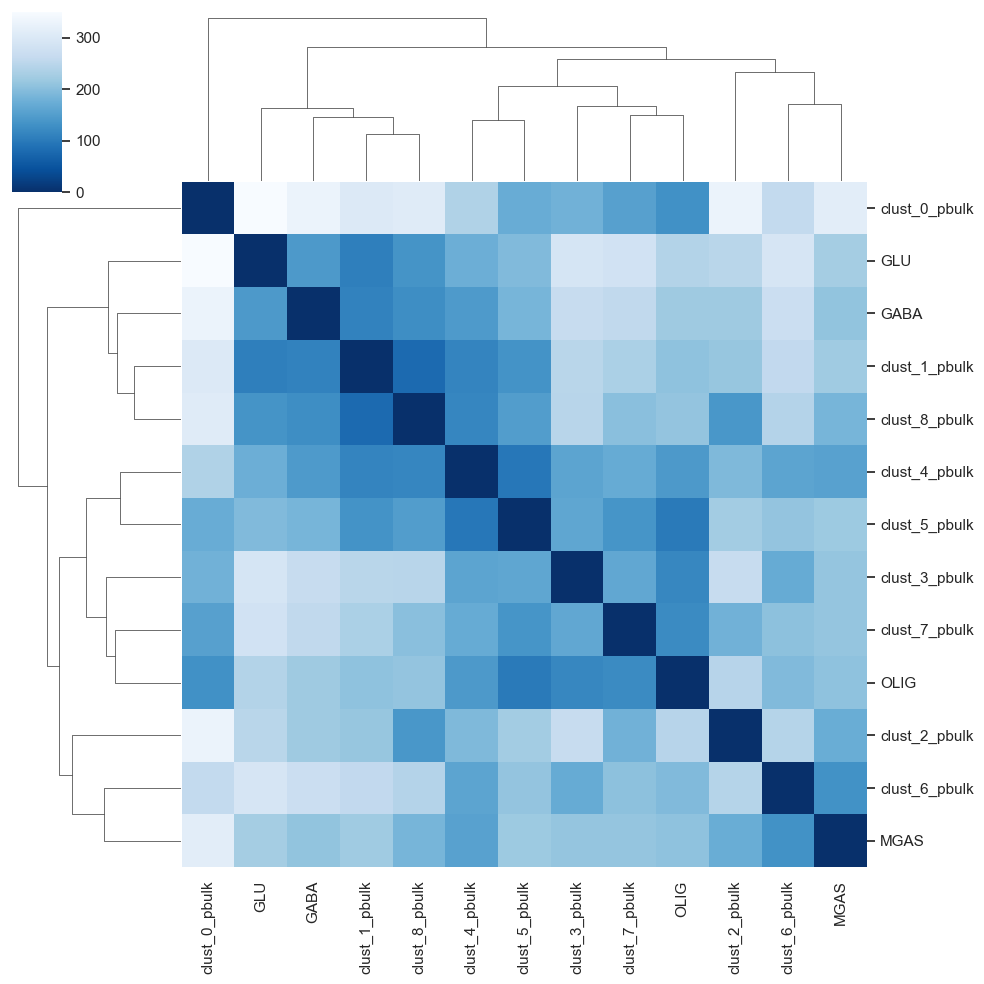 300
200
100
0
clust_0_pbulk
GLU
GABA
clust_1_pbulk
clust_8_pbulk
clust_4_pbulk
clust_5_pbulk
clust_3_pbulk
clust_7_pbulk
OLIG
clust_2_pbulk
clust_6_pbulk
MGAS
clust_0_pbulk
GLU
GABA
clust_1_pbulk
clust_8_pbulk
clust_4_pbulk
clust_5_pbulk
clust_3_pbulk
clust_7_pbulk
OLIG
clust_2_pbulk
clust_6_pbulk
MGAS